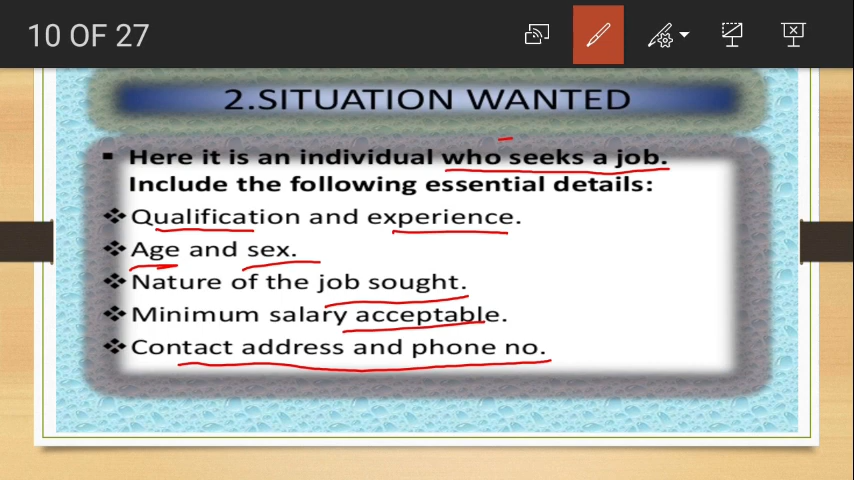 10 OF 27
2.SITUATION WANTED
Here it is an individual who seeks a job.
Include the following essential details:
Qualification and experience.
Age and sex.
Nature of the job sought.
Minimum salary acceptable.
Contact address and phone no.